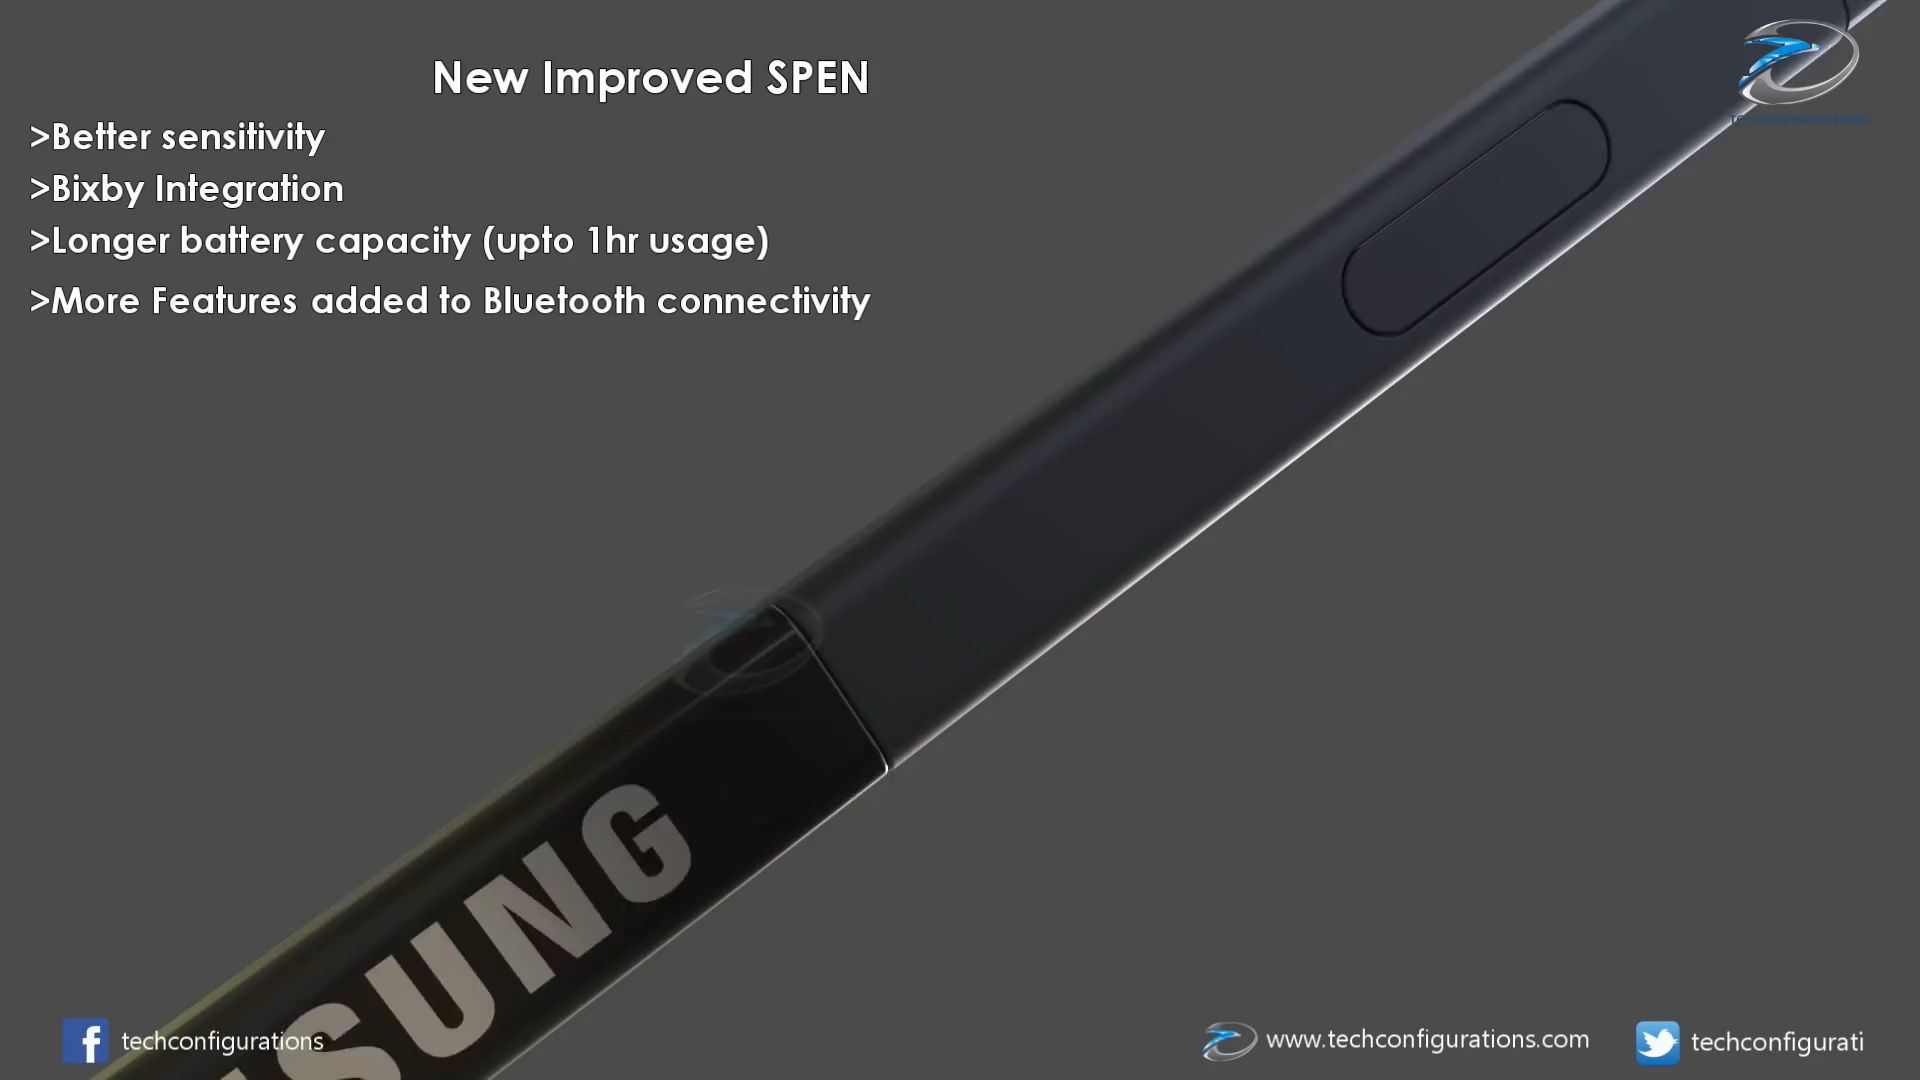 New Improved SPEN
>Better sensitivity
>Bixby Integration
>Longer battery capacity (upto 1hr usage)
>More Features added to Bluetooth connectivity
TECHCONFIGURATIONS
SUNG
techconfigurations
www.techconfigurations.com
techconfigurati